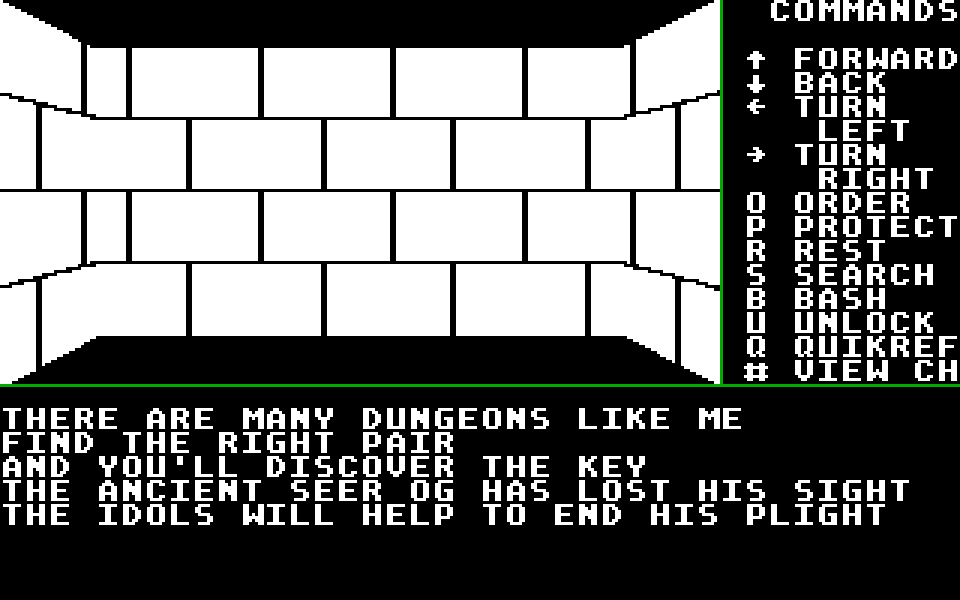 COMMANDS
↑ FORWARD
↓ BACK
← TURN
LEFT
→ TURN
RIGHT
O ORDER
P PROTECT
R REST
S SEARCH
B BASH
U UNLOCK
Q QUIKREF
# VIEW CH
THERE ARE MANY DUNGEONS LIKE ME
FIND THE RIGHT PAIR
AND YOU'LL DISCOVER THE KEY
THE ANCIENT SEER OG HAS LOST HIS SIGHT
THE IDOLS WILL HELP TO END HIS PLIGHT